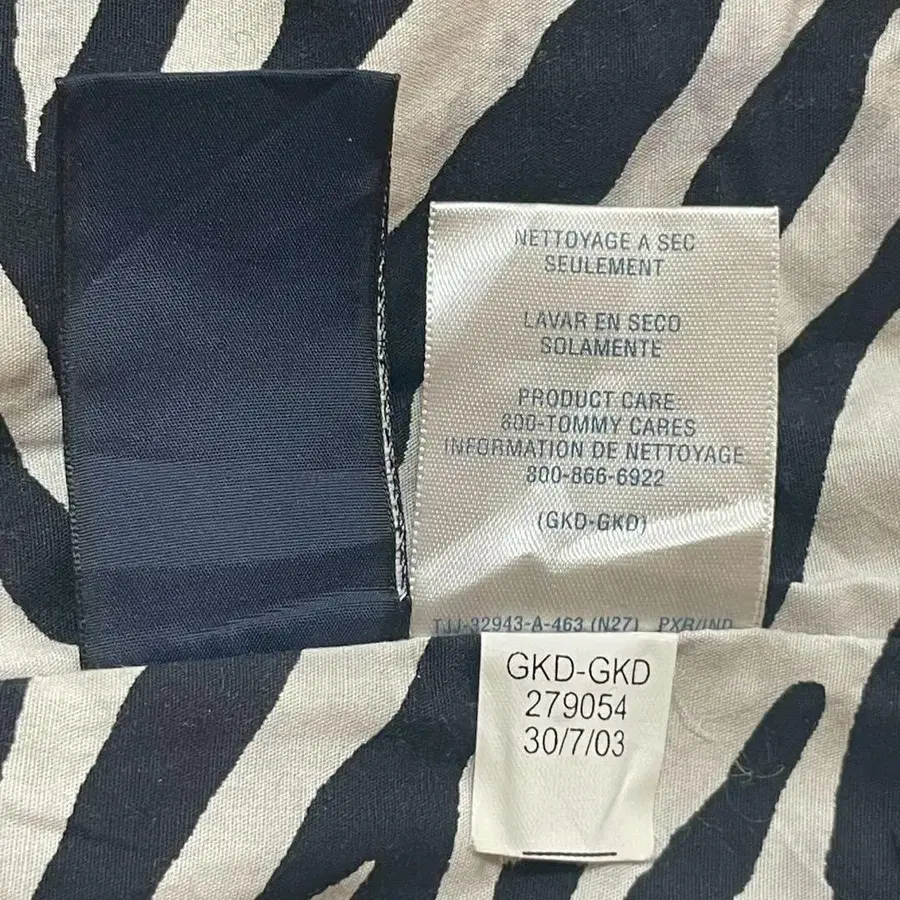 NETTOYAGE A SEC
SEULEMENT
LAVAR EN SECO
SOLAMENTE
PRODUCT CARE
800-TOMMY CARES
INFORMATION DE NETTOYAGE
800-866-6922
(GKD-GKD)
TJJ-32943-A-463 (N27) PXR/IND
GKD-GKD
279054
30/7/03